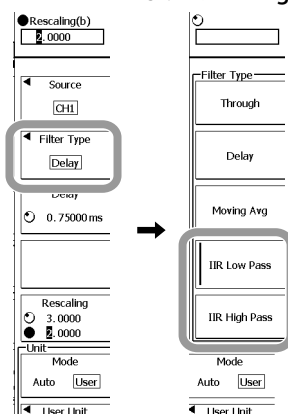 Rescaling(b)
2.0000
Source
CH1
Filter Type
Delay
Delay
0.75000 ms
Rescaling
3.0000
2.0000
Unit
Mode
Auto User
User Unit
Filter Type
Through
Delay
Moving Avg
IIR Low Pass
IIR High Pass
Mode
Auto User
User Unit